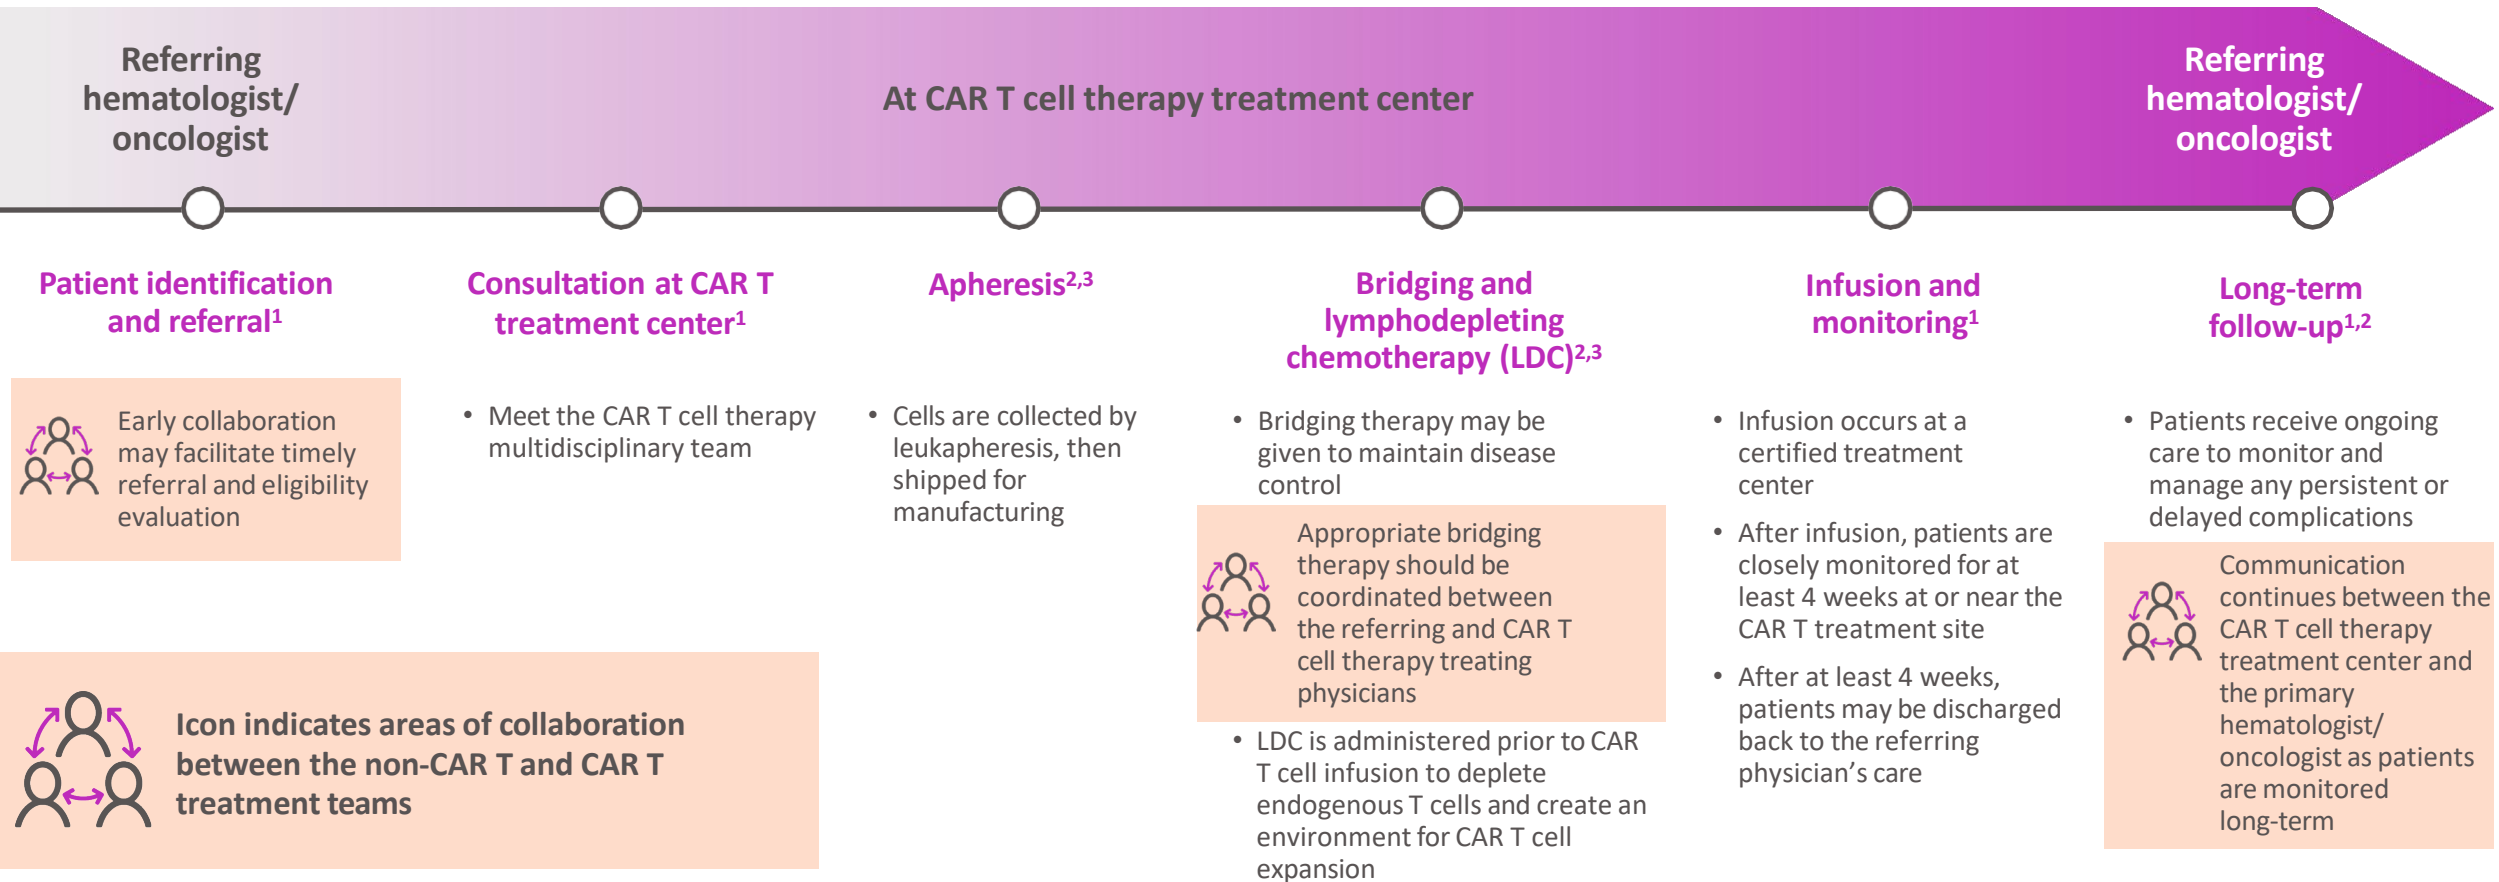 Referring
hematologist/
oncologist
At CAR T cell therapy treatment center
Referring
hematologist/
oncologist
Patient identification
and referral1
Early collaboration
may facilitate timely
referral and eligibility
evaluation
Consultation at CAR T
treatment center1
• Meet the CAR T cell therapy
multidisciplinary team
Apheresis2,3
• Cells are collected by
leukapheresis, then
shipped for
manufacturing
Bridging and
lymphodepleting
chemotherapy (LDC)2,3
• Bridging therapy may be
given to maintain disease
control
Appropriate bridging
therapy should be
coordinated between
the referring and CAR T
cell therapy treating
physicians
• LDC is administered prior to CAR
T cell infusion to deplete
endogenous T cells and create an
environment for CAR T cell
expansion
Infusion and
monitoring1
• Infusion occurs at a
certified treatment
center
• After infusion, patients are
closely monitored for at
least 4 weeks at or near the
CAR T treatment site
• After at least 4 weeks,
patients may be discharged
back to the referring
physician’s care
Long-term
follow-up1,2
• Patients receive ongoing
care to monitor and
manage any persistent or
delayed complications
Communication
continues between the
CAR T cell therapy
treatment center and
the primary
hematologist/
oncologist as patients
are monitored
long-term
Icon indicates areas of collaboration
between the non-CAR T and CAR T
treatment teams